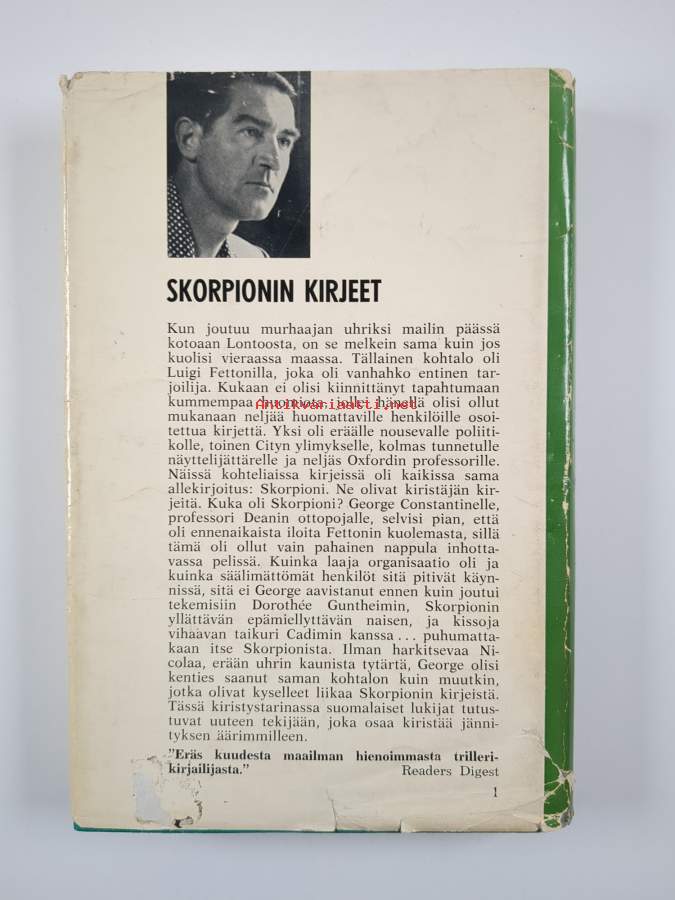 SKORPIONIN KIRJEET
Kun joutuu murhaajan uhriksi mailin päässä
kotoaan Lontoosta, on se melkein sama kuin jos
kuolisi vieraassa maassa. Tällainen kohtalo oli
Luigi Fettonilla, joka oli vanhahko entinen tar-
joilija. Kukaan ei olisi kiinnittänyt tapahtumaan
kummempaa huomiota, jollei hänellä olisi ollut
Antikvariaatti.net
mukanaan neljää huomattaville henkilöille osoi-
tettua kirjettä. Yksi oli eräälle nousevalle poliiti-
kolle, toinen Cityn ylimykselle, kolmas tunnetulle
näyttelijättärelle ja neljäs Oxfordin professorille.
Näissä kohteliaissa kirjeissä oli kaikissa sama
allekirjoitus: Skorpioni. Ne olivat kiristäjän kir-
jeitä. Kuka oli Skorpioni? George Constantinelle,
professori Deanin ottopojalle, selvisi pian, että
oli ennenaikaista iloita Fettonin kuolemasta, sillä
tämä oli ollut vain pahainen nappula inhotta-
vassa pelissä. Kuinka laaja organisaatio oli ja
kuinka säälimättömät henkilöt sitä pitivät käyn-
nissä, sitä ei George aavistanut ennen kuin joutui
tekemisiin Dorothée Guntheimin, Skorpionin
yllättävän epämiellyttävän naisen, ja kissoja
vihaavan taikuri Cadimin kanssa... puhumatta-
kaan itse Skorpionista. Ilman harkitsevaa Ni-
colaa, erään uhrin kaunista tytärtä, George olisi
kenties saanut saman kohtalon kuin muutkin,
jotka olivat kyselleet liikaa Skorpionin kirjeistä.
Tässä kiristystarinassa suomalaiset lukijat tutus-
tuvat uuteen tekijään, joka osaa kiristää jänni-
tyksen äärimmilleen.
"Eräs kuudesta maailman hienoimmasta trilleri-
kirjailijasta." Readers Digest
1